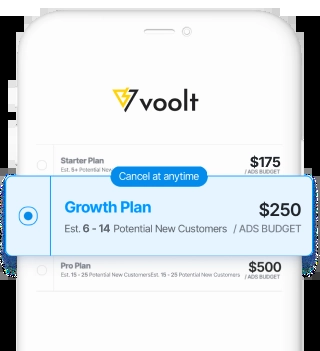 voolt
Starter Plan
$175
Est. 5+ Potential New
/ ADS BUDGET
Cancel at anytime
Growth Plan
$250
Est. 6 - 14 Potential New Customers / ADS BUDGET
Pro Plan
$500
Est. 15 - 25 Potential New CustomersEst. 15 - 25 Potential New Customers / ADS BUDGET